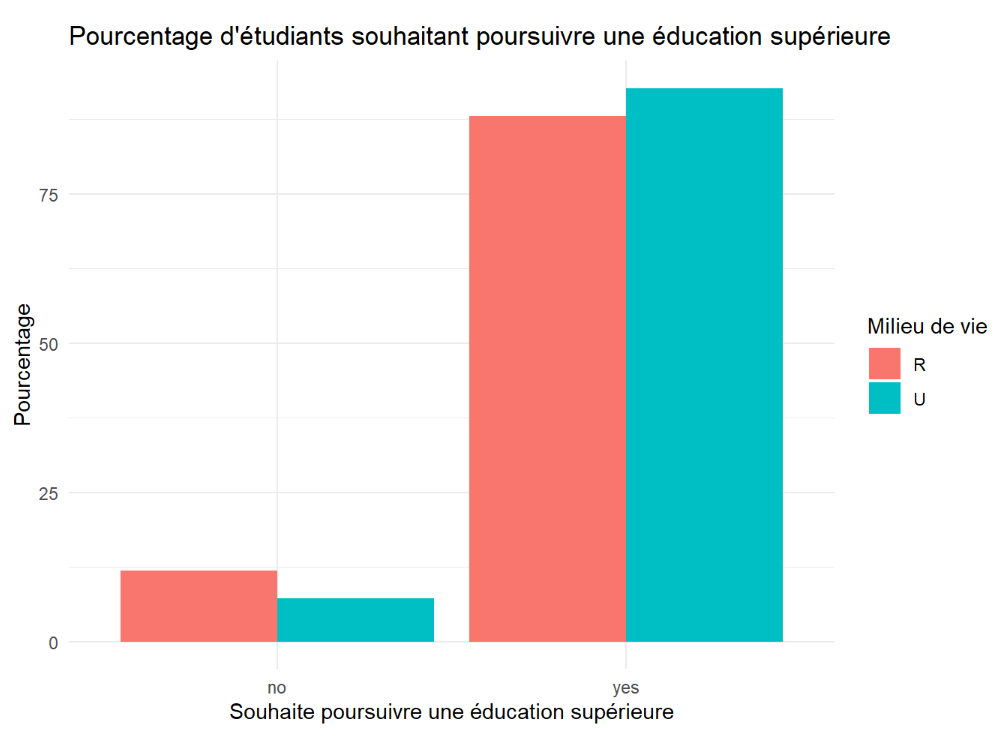 Pourcentage d'étudiants souhaitant poursuivre une éducation supérieure
Pourcentage
75
50
25
0
no
yes
Souhaite poursuivre une éducation supérieure
Milieu de vie
R
U